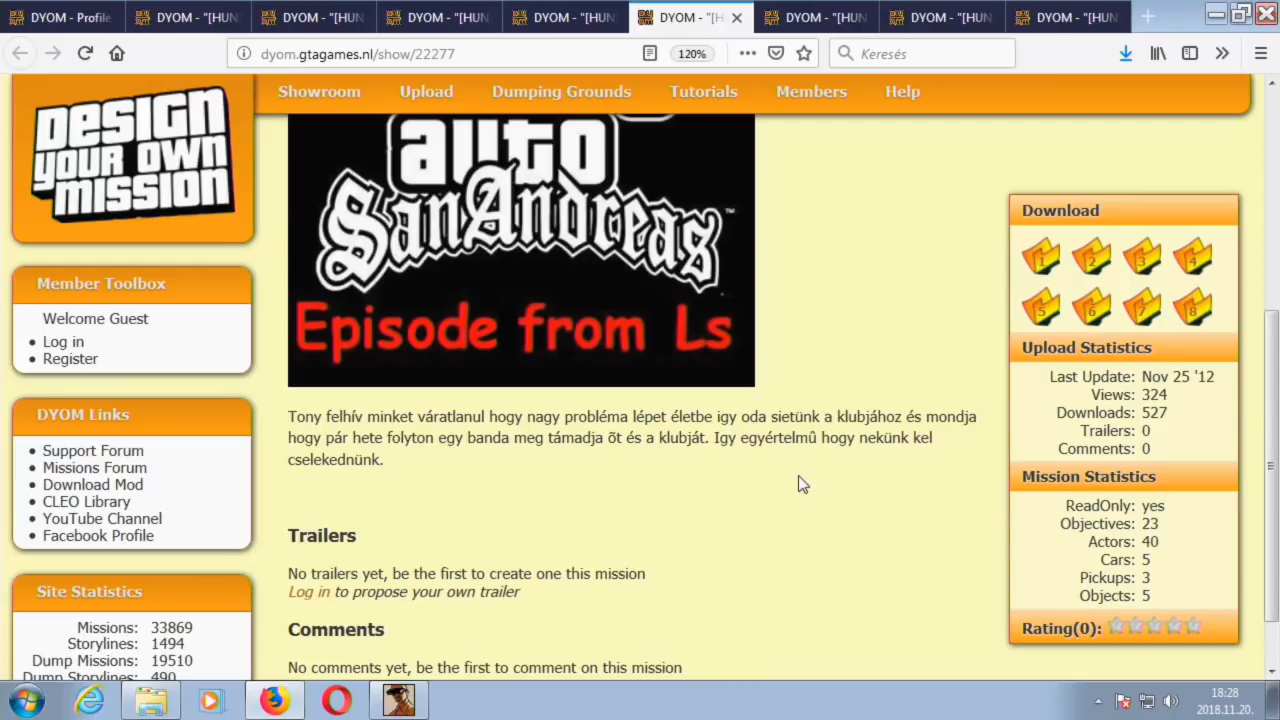 DYOM - Profile
DYOM - "[HUN
DYOM - "[HUN
DYOM - "[HUN
DYOM - "[HUN
DYOM - "[H
DYOM - "[HUN
DYOM - "[HUN
DYOM - "[HUN
dyom.gtagames.nl/show/22277
120%
Keresés
DESIGN
YOUR OWN
MISSION
Showroom
Upload
Dumping Grounds
Tutorials
Members
Help
auto
San Andreas™
Episode from Ls
Member Toolbox
Welcome Guest
Log in
Register
DYOM Links
Support Forum
Missions Forum
Download Mod
CLEO Library
YouTube Channel
Facebook Profile
Site Statistics
Missions: 33869
Storylines: 1494
Dump Missions: 19510
Dump Storylines: 490
Tony felhív minket váratlanul hogy nagy probléma lépet életbe igy oda sietünk a klubjához és mondja
hogy pár hete folyton egy banda meg támadja õt és a klubját. Igy egyértelmû hogy nekünk kel
cselekednünk.
Trailers
No trailers yet, be the first to create one this mission
Log in to propose your own trailer
Comments
No comments yet, be the first to comment on this mission
Download
1 2 3 4
5 6 7 8
Upload Statistics
Last Update: Nov 25 '12
Views: 324
Downloads: 527
Trailers: 0
Comments: 0
Mission Statistics
ReadOnly: yes
Objectives: 23
Actors: 40
Cars: 5
Pickups: 3
Objects: 5
Rating(0):
18:28
2018.11.20.